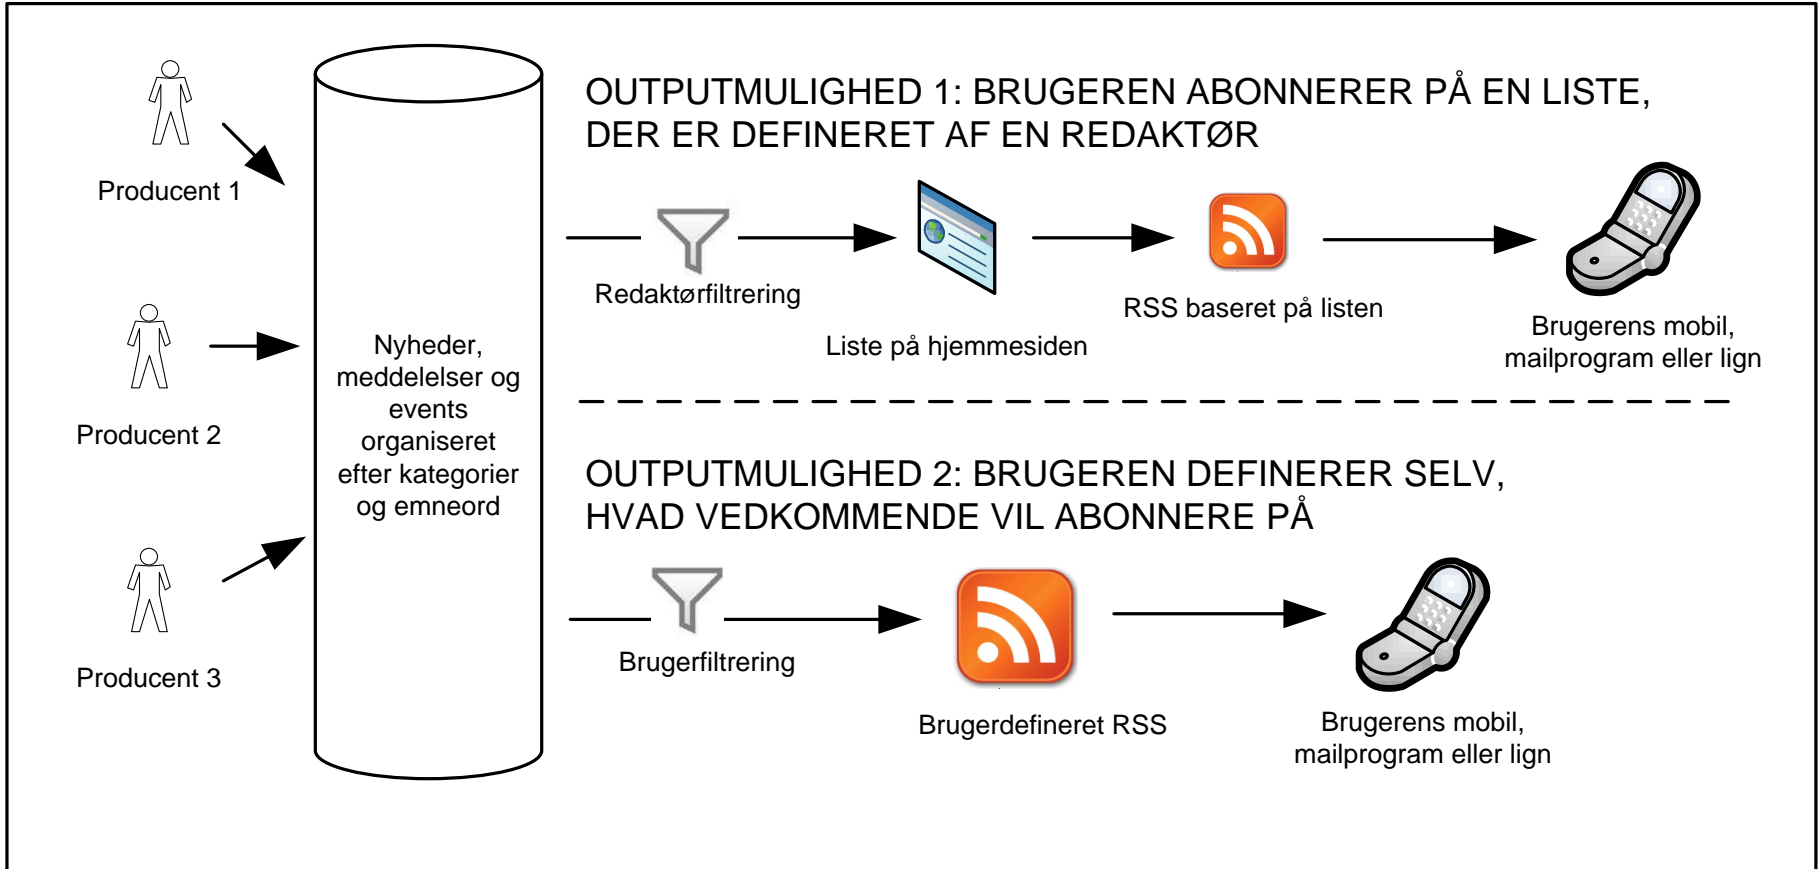 Producent 1
Producent 2
Producent 3
Nyheder,
meddelelser og
events
organiseret
efter kategorier
og emneord
OUTPUTMULIGHED 1: BRUGEREN ABONNERER PÅ EN LISTE,
DER ER DEFINERET AF EN REDAKTØR
Redaktørfiltrering
Liste på hjemmesiden
RSS baseret på listen
Brugerens mobil,
mailprogram eller lign
OUTPUTMULIGHED 2: BRUGEREN DEFINERER SELV,
HVAD VEDKOMMENDE VIL ABONNERE PÅ
Brugerfiltrering
Brugerdefineret RSS
Brugerens mobil,
mailprogram eller lign